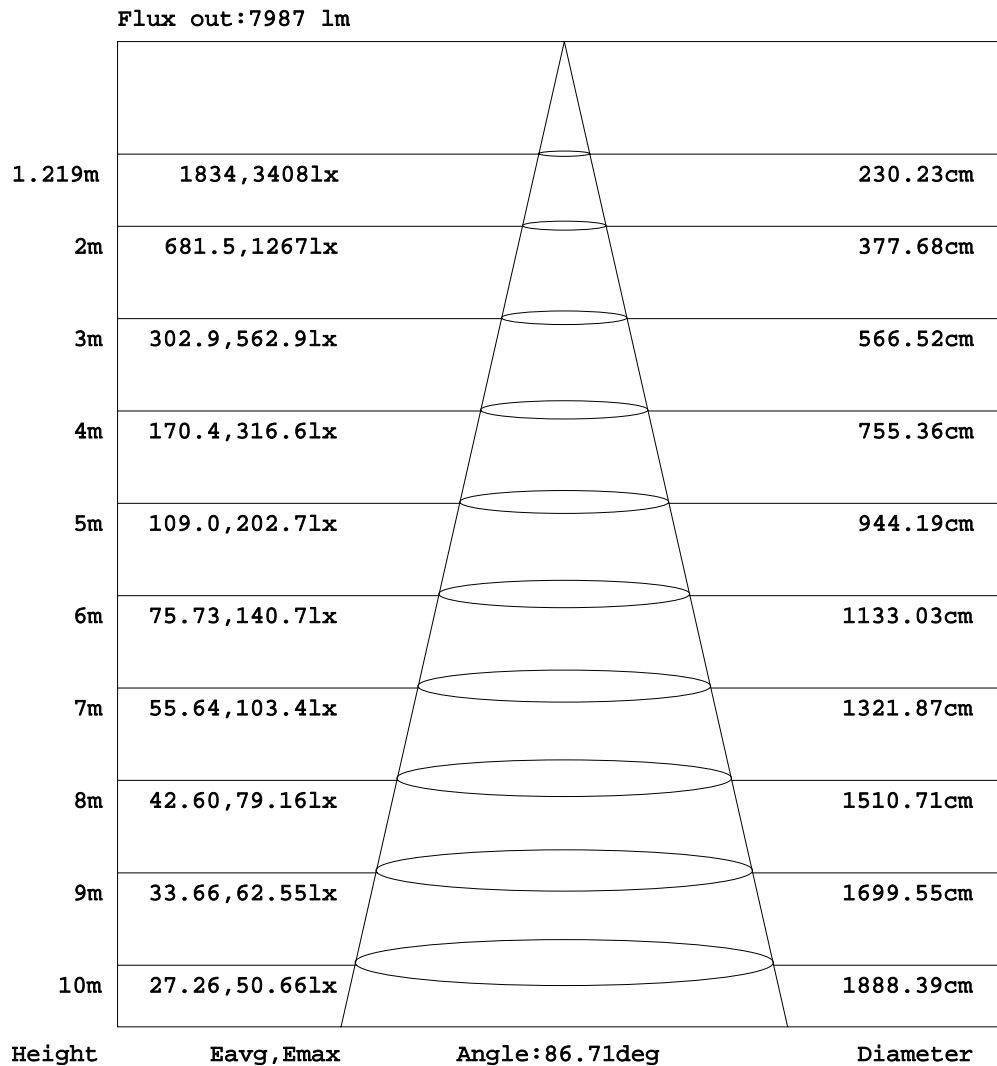 Flux out:7987 lm
1.219m 1834,3408lx 230.23cm
2m 681.5,1267lx 377.68cm
3m 302.9,562.9lx 566.52cm
4m 170.4,316.6lx 755.36cm
5m 109.0,202.7lx 944.19cm
6m 75.73,140.7lx 1133.03cm
7m 55.64,103.4lx 1321.87cm
8m 42.60,79.16lx 1510.71cm
9m 33.66,62.55lx 1699.55cm
10m 27.26,50.66lx 1888.39cm
Height Eavg,Emax Angle:86.71deg Diameter